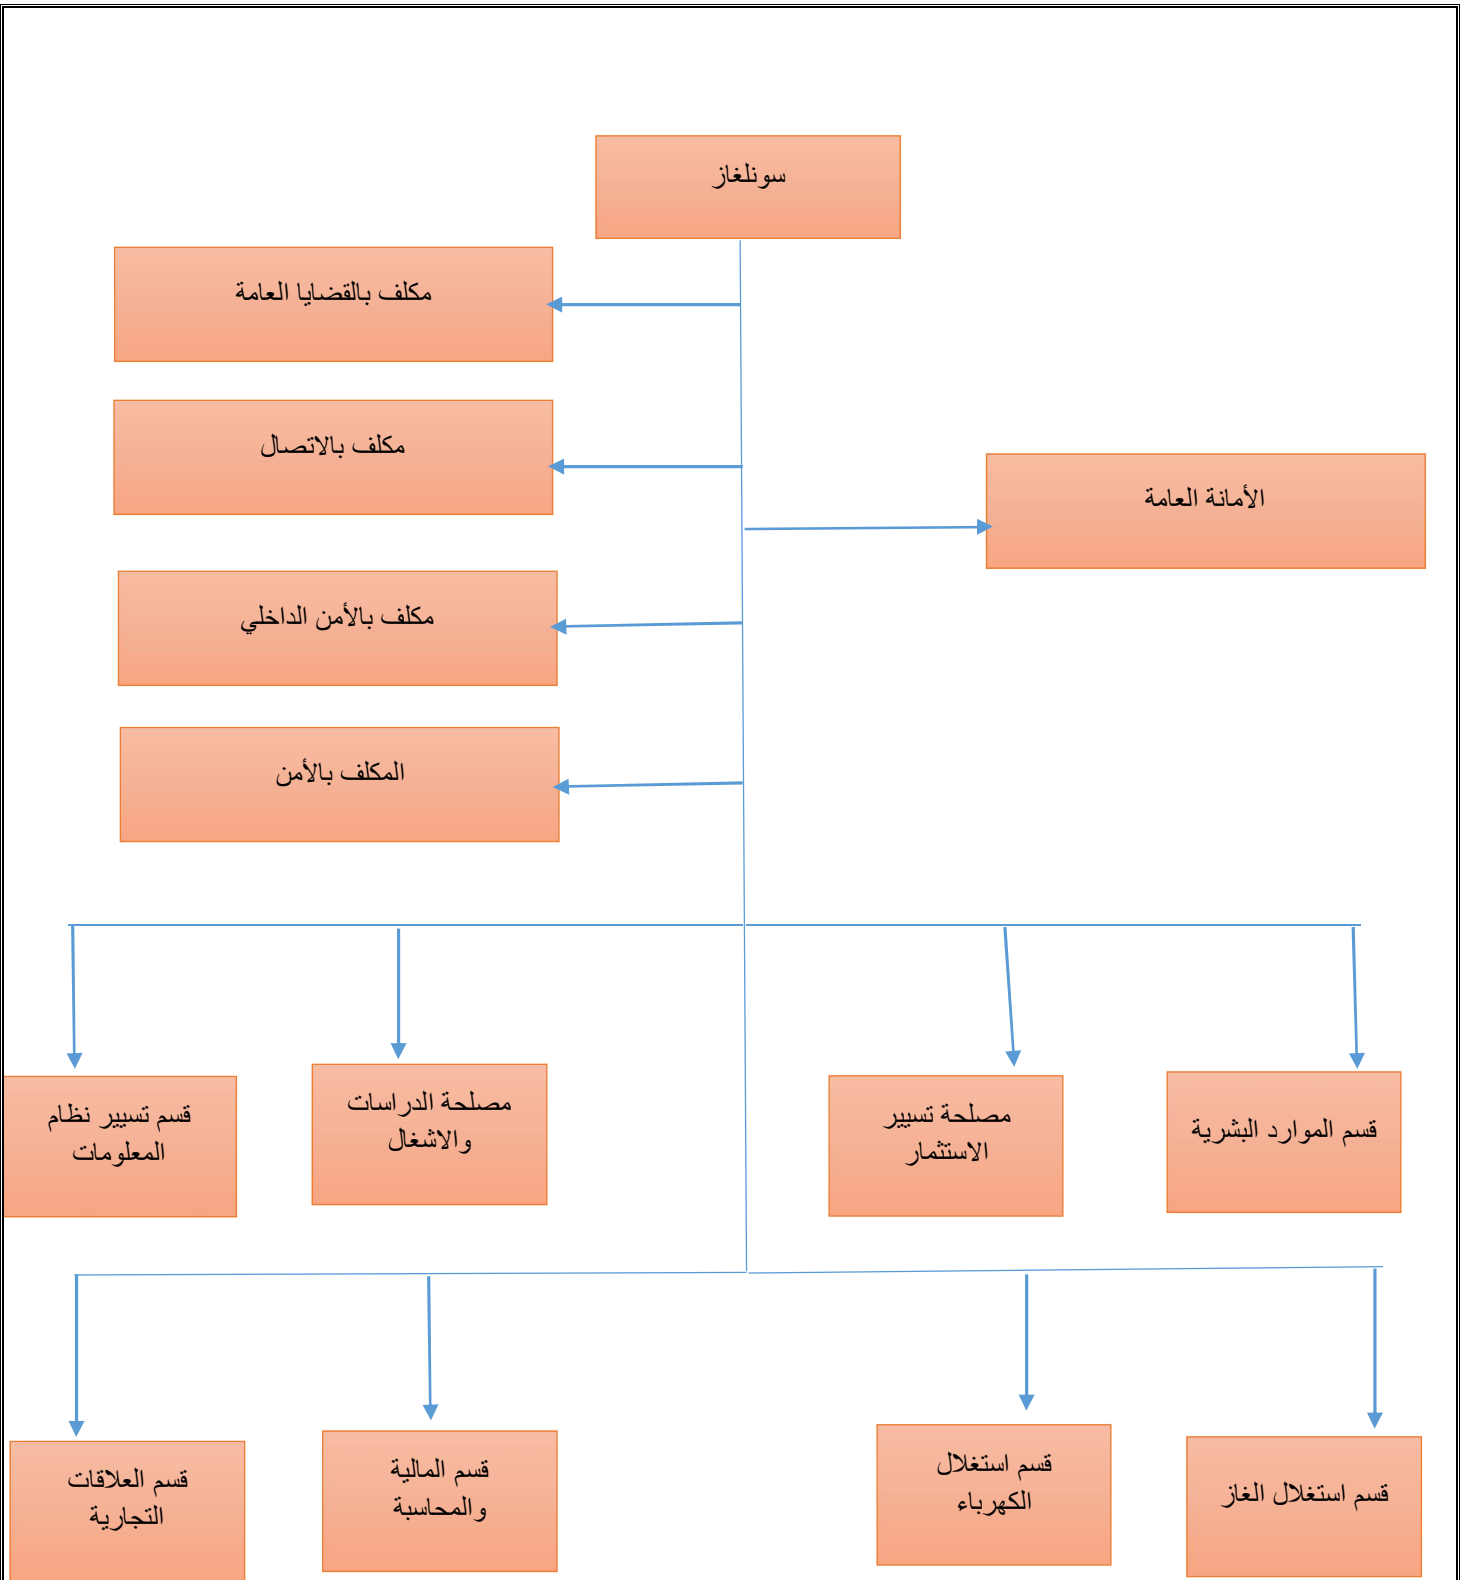 سونلغاز
مكلف بالقضايا العامة
مكلف بالاتصال
الأمانة العامة
مكلف بالأمن الداخلي
المكلف بالأمن
قسم الموارد البشرية
مصلحة تسيير
الاستثمار
مصلحة الدراسات
والاشغال
قسم تسيير نظام
المعلومات
قسم استغلال الغاز
قسم استغلال
الكهرباء
قسم المالية
والمحاسبة
قسم العلاقات
التجارية